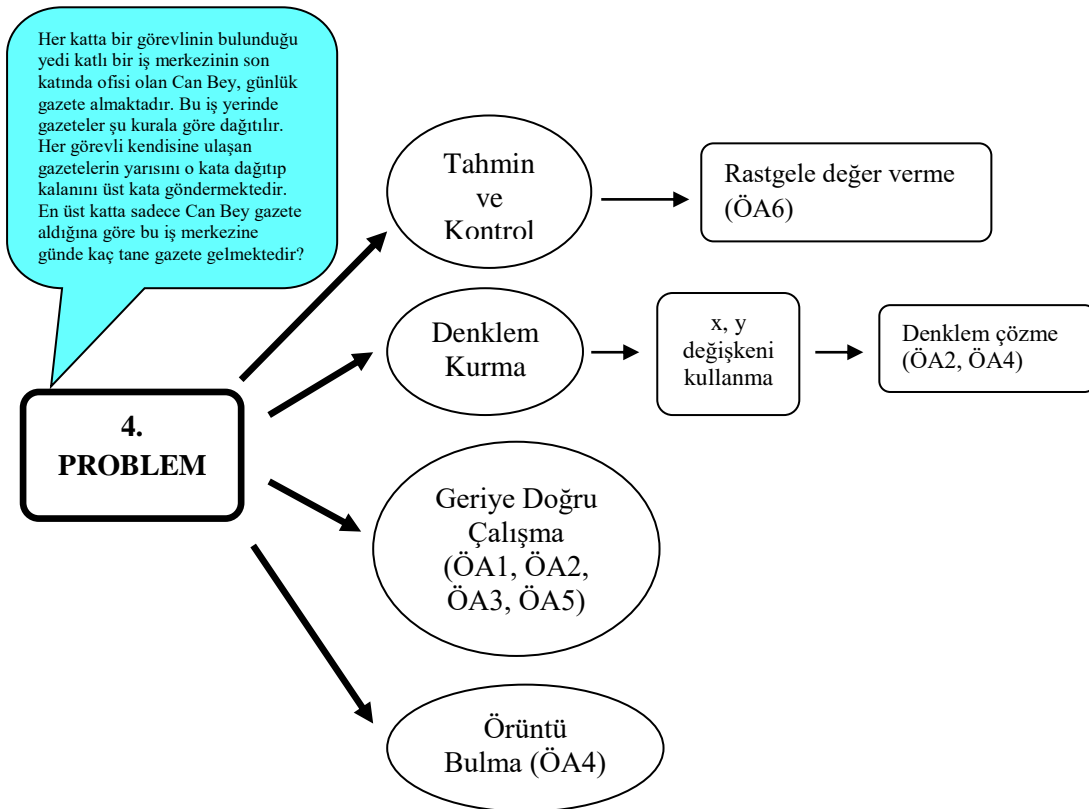 Her katta bir görevlinin bulunduğu
yedi katlı bir iş merkezinin son
katında ofisi olan Can Bey, günlük
gazete almaktadır. Bu iş yerinde
gazeteler şu kurala göre dağıtılır.
Her görevli kendisine ulaşan
gazetelerin yarısını o kata dağıtıp
kalanını üst kata göndermektedir.
En üst katta sadece Can Bey gazete
aldığına göre bu iş merkezine
günde kaç tane gazete gelmektedir?
4.
PROBLEM
Tahmin
ve
Kontrol
Rastgele değer verme
(ÖA6)
Denklem
Kurma
x, y
değişkeni
kullanma
Denklem çözme
(ÖA2, ÖA4)
Geriye Doğru
Çalışma
(ÖA1, ÖA2,
ÖA3, ÖA5)
Örüntü
Bulma (ÖA4)